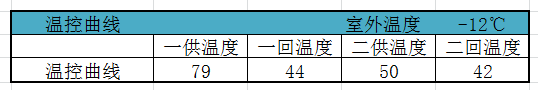 温控曲线 室外温度 -12℃
一供温度 一回温度 二供温度 二回温度
温控曲线 79 44 50 42